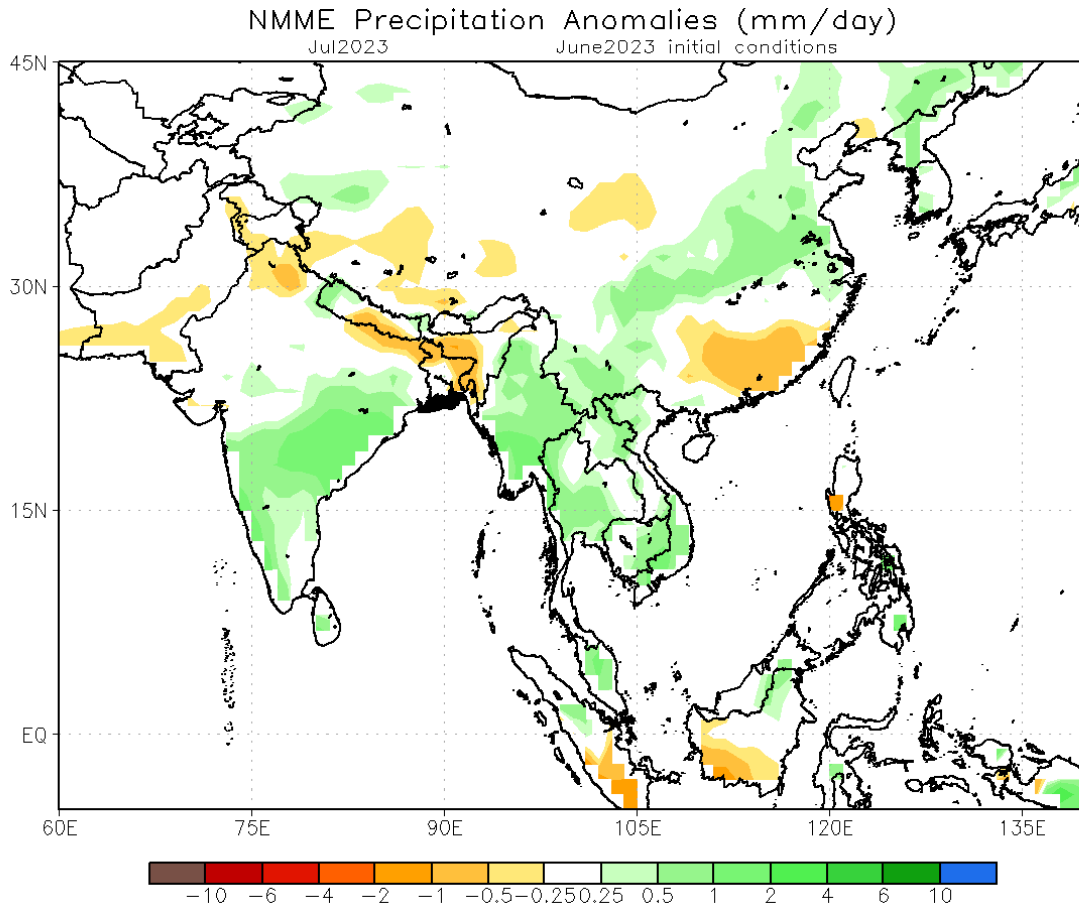 NMME Precipitation Anomalies (mm/day)
Jul2023 June2023 initial conditions
45N
30N
15N
EQ
60E 75E 90E 105E 120E 135E
−10 −6 −4 −2 −1 −0.5 −0.25 0.25 0.5 1 2 4 6 10